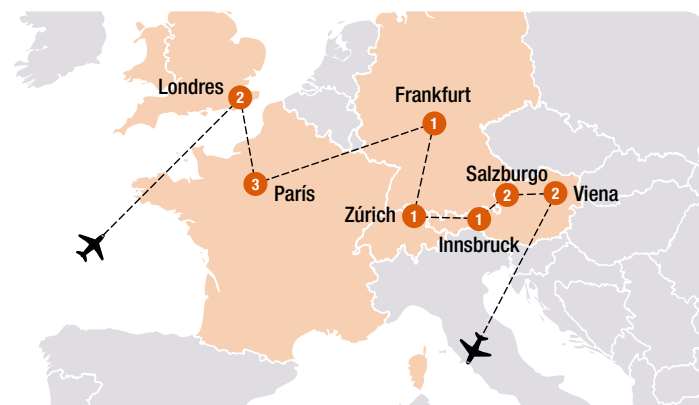 Londres
2
Frankfurt
1
3
París
Salzburgo
2
2
Viena
Zúrich
1
1
Innsbruck